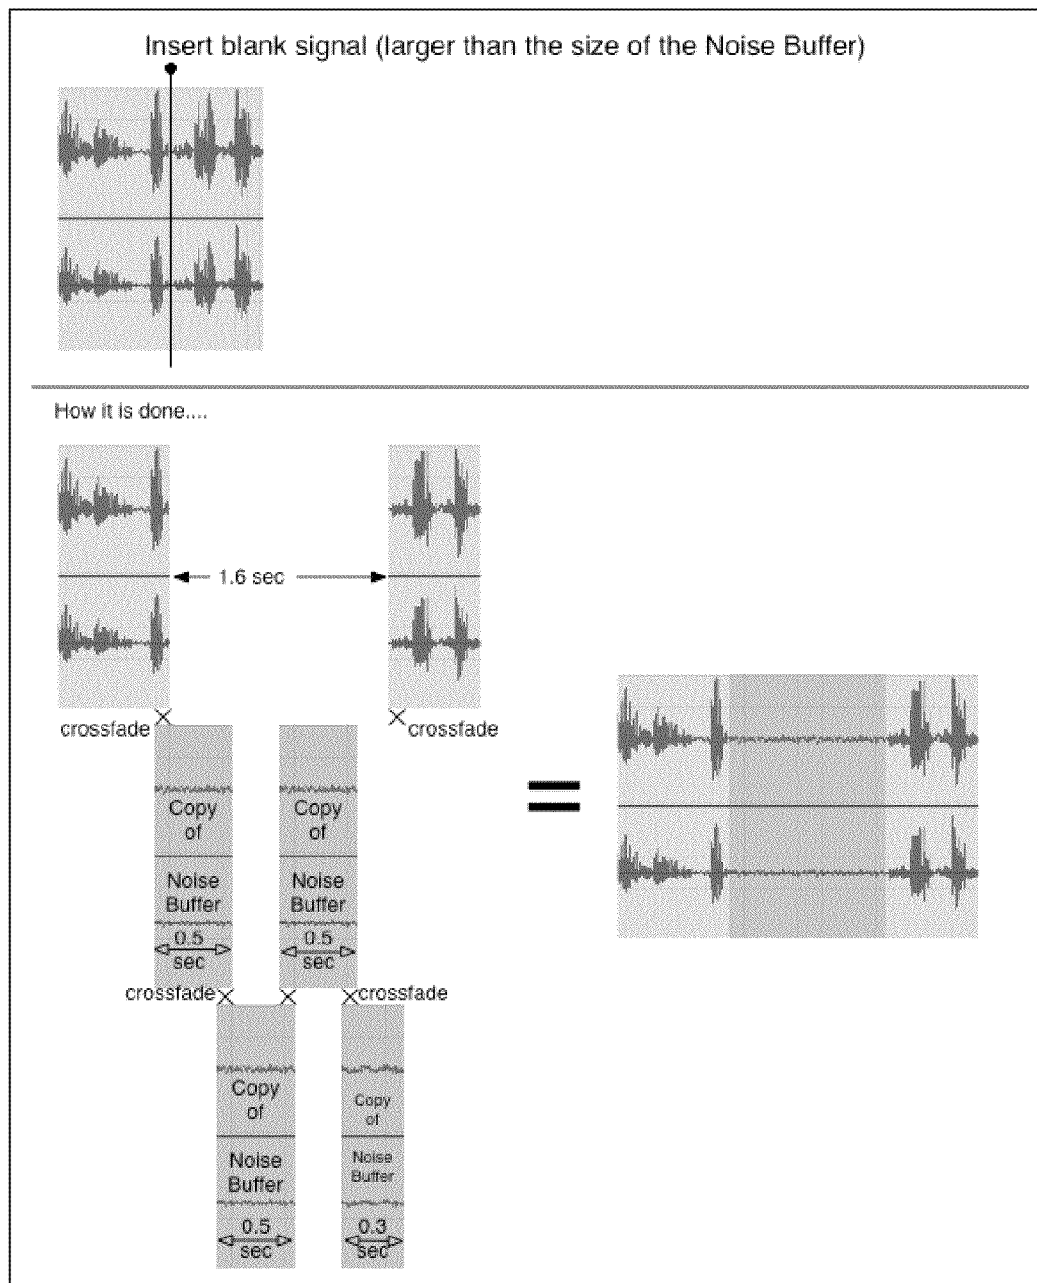 Insert blank signal (larger than the size of the Noise Buffer)
How it is done....
1.6 sec
crossfade
crossfade
Copy
of
Noise
Buffer
0.5
sec
Copy
of
Noise
Buffer
0.5
sec
crossfade
crossfade
Copy
of
Noise
Buffer
0.5
sec
Copy
of
Noise
Buffer
0.3
sec